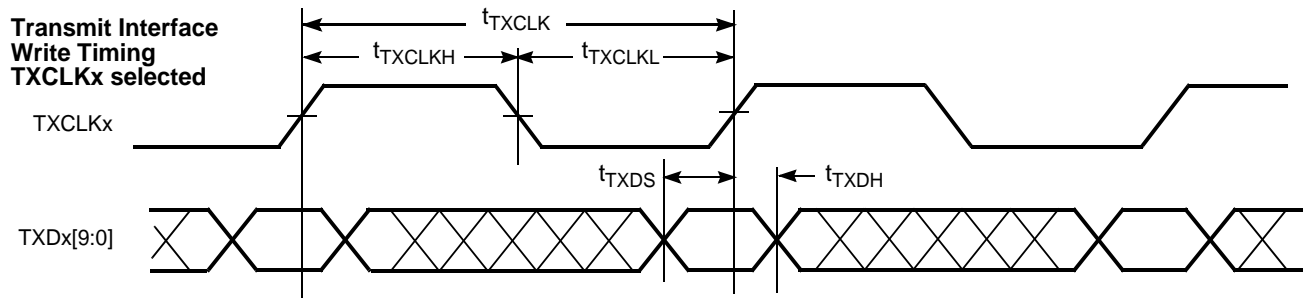 Transmit Interface
Write Timing
TXCLKx selected
tTXCLK
tTXCLKH
tTXCLKL
TXCLKx
tTXDS
tTXDH
TXDx[9:0]